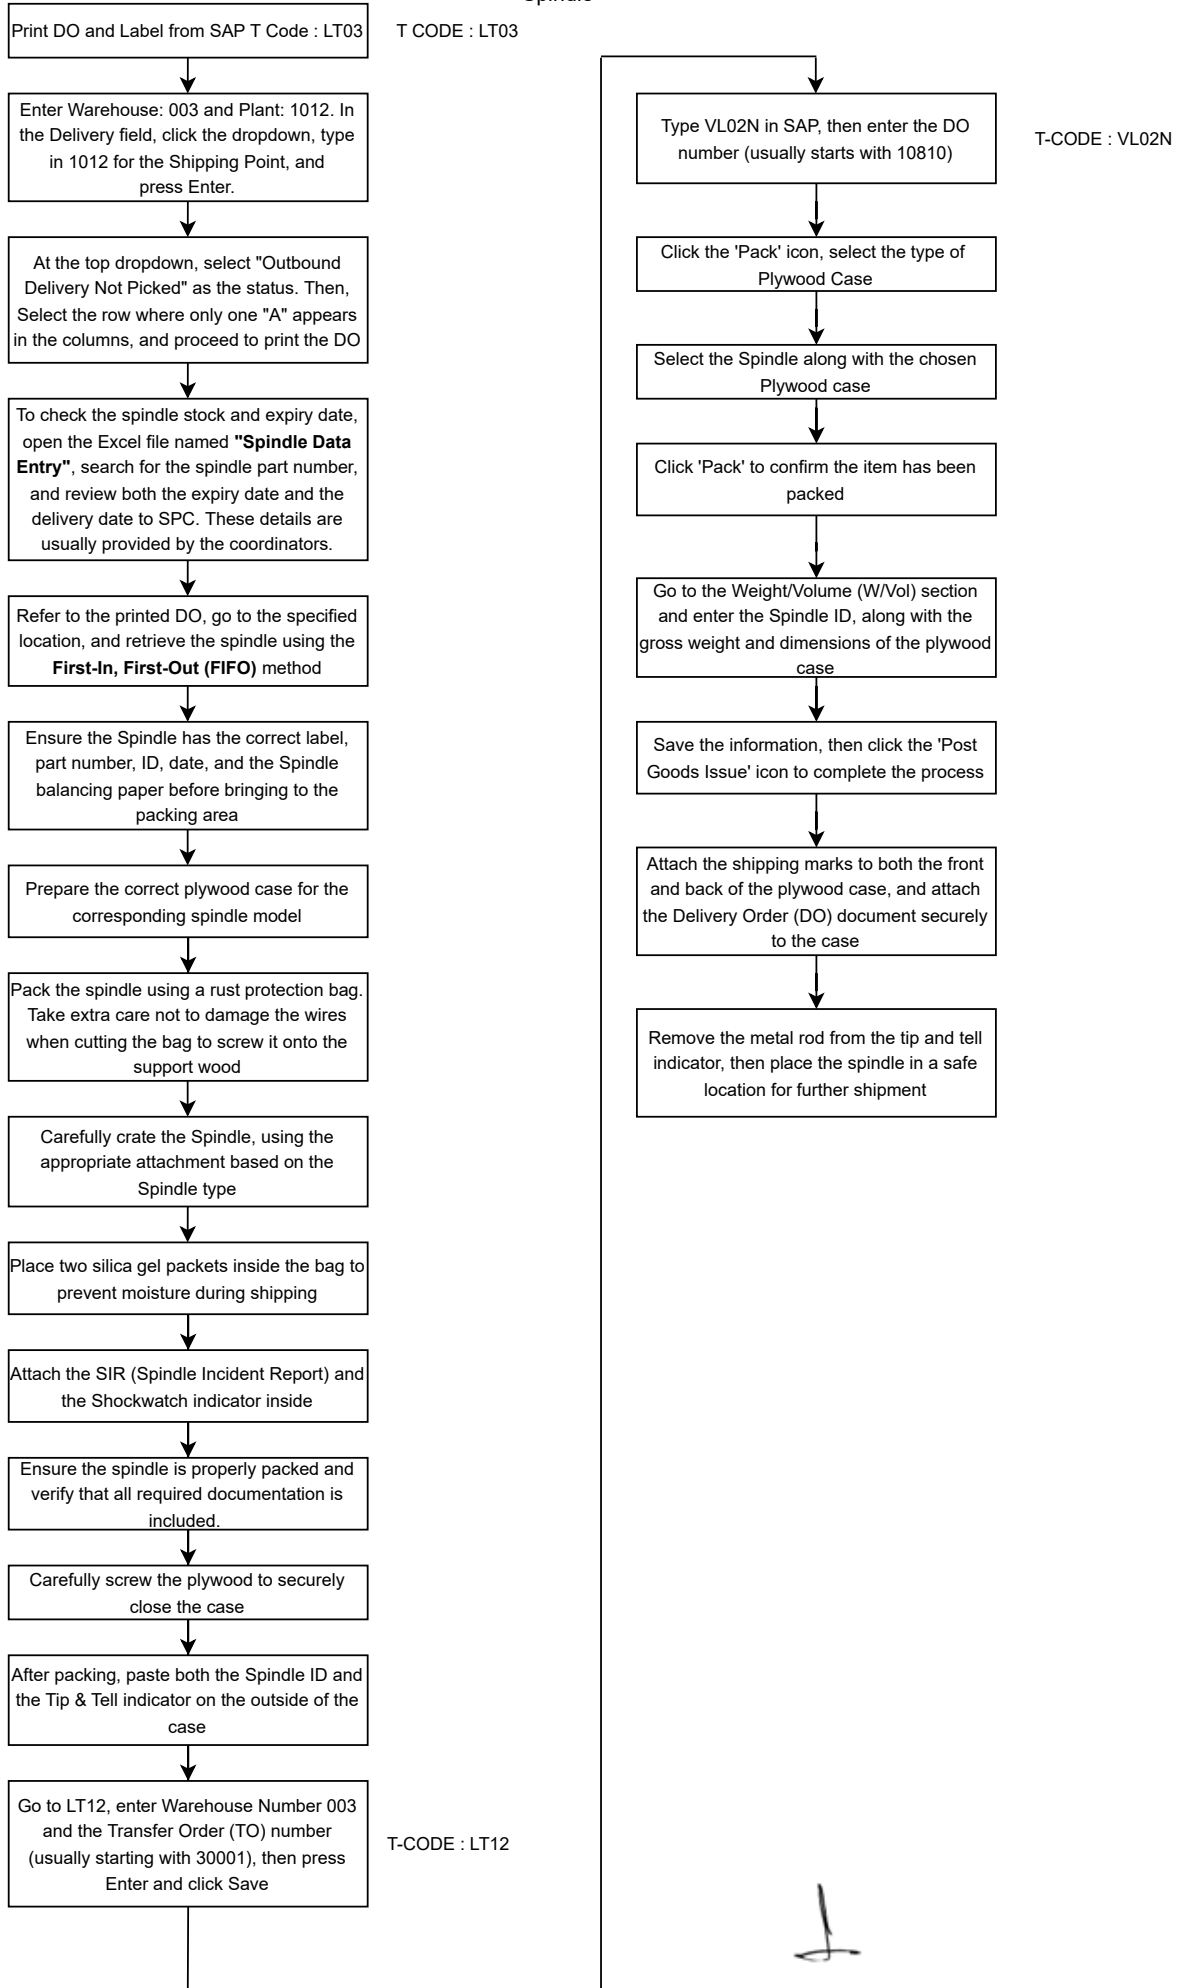 Spindle
Print DO and Label from SAP T Code : LT03
T CODE : LT03
Enter Warehouse: 003 and Plant: 1012. In
the Delivery field, click the dropdown, type
in 1012 for the Shipping Point, and
press Enter.
At the top dropdown, select "Outbound
Delivery Not Picked" as the status. Then,
Select the row where only one "A" appears
in the columns, and proceed to print the DO
To check the spindle stock and expiry date,
open the Excel file named "Spindle Data
Entry", search for the spindle part number,
and review both the expiry date and the
delivery date to SPC. These details are
usually provided by the coordinators.
Refer to the printed DO, go to the specified
location, and retrieve the spindle using the
First-In, First-Out (FIFO) method
Ensure the Spindle has the correct label,
part number, ID, date, and the Spindle
balancing paper before bringing to the
packing area
Prepare the correct plywood case for the
corresponding spindle model
Pack the spindle using a rust protection bag.
Take extra care not to damage the wires
when cutting the bag to screw it onto the
support wood
Carefully crate the Spindle, using the
appropriate attachment based on the
Spindle type
Place two silica gel packets inside the bag to
prevent moisture during shipping
Attach the SIR (Spindle Incident Report) and
the Shockwatch indicator inside
Ensure the spindle is properly packed and
verify that all required documentation is
included.
Carefully screw the plywood to securely
close the case
After packing, paste both the Spindle ID and
the Tip & Tell indicator on the outside of the
case
Go to LT12, enter Warehouse Number 003
and the Transfer Order (TO) number
(usually starting with 30001), then press
Enter and click Save
T-CODE : LT12
Type VL02N in SAP, then enter the DO
number (usually starts with 10810)
T-CODE : VL02N
Click the 'Pack' icon, select the type of
Plywood Case
Select the Spindle along with the chosen
Plywood case
Click 'Pack' to confirm the item has been
packed
Go to the Weight/Volume (W/Vol) section
and enter the Spindle ID, along with the
gross weight and dimensions of the plywood
case
Save the information, then click the 'Post
Goods Issue' icon to complete the process
Attach the shipping marks to both the front
and back of the plywood case, and attach
the Delivery Order (DO) document securely
to the case
Remove the metal rod from the tip and tell
indicator, then place the spindle in a safe
location for further shipment